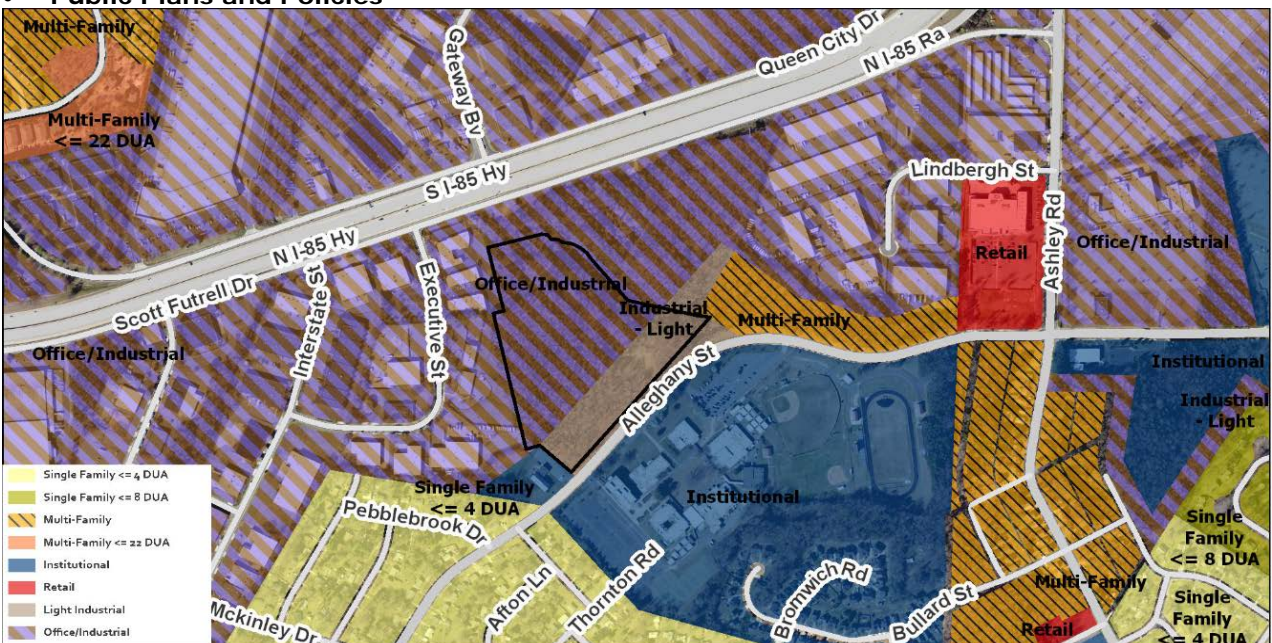 • Public Plans and Policies
Multi-Family
Multi-Family
<= 22 DUA
Gateway Bv
Queen City Dr
N I-85 Ra
S I-85 Hy
N I-85 Hy
Scott Futrell Dr
Interstate St
Executive St
Office/Industrial
Office/Industrial
Industrial
- Light
Multi-Family
Lindbergh St
Ashley Rd
Retail
Office/Industrial
Alleghany St
Institutional
Industrial
- Light
Single Family
<= 4 DUA
Institutional
Pebblebrook Dr
Mckinley Dr
Afton Ln
Thornton Rd
Bromwich Rd
Bullard St
Multi-Family
Retail
Single
Family
<= 8 DUA
Single
Family
<= 4 DUA
Single Family <= 4 DUA
Single Family <= 8 DUA
Multi-Family
Multi-Family <= 22 DUA
Institutional
Retail
Light Industrial
Office/Industrial